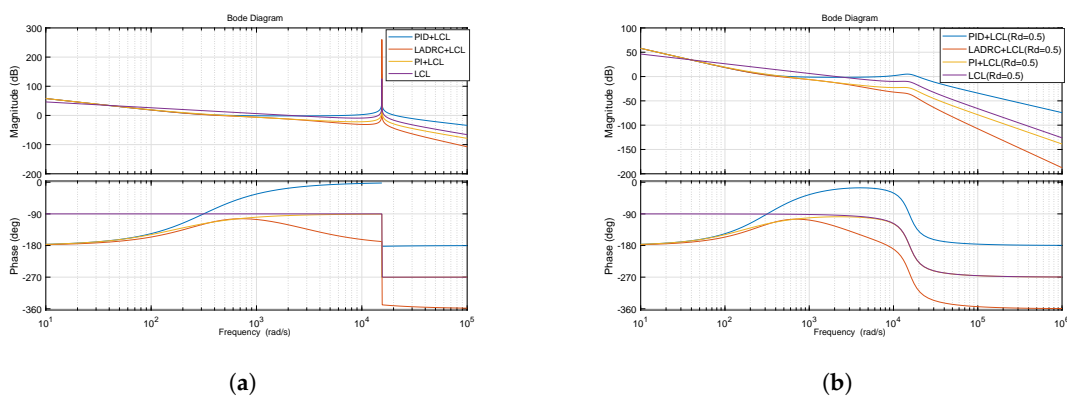 Bode Diagram
300
200
100
0
-100
-200
Magnitude (dB)
PID+LCL
LADRC+LCL
PI+LCL
LCL
0
-90
-180
-270
-360
Phase (deg)
10^1
10^2
10^3
10^4
10^5
Frequency (rad/s)
(a)
Bode Diagram
100
50
0
-50
-100
-150
-200
Magnitude (dB)
PID+LCL(Rd=0.5)
LADRC+LCL(Rd=0.5)
PI+LCL(Rd=0.5)
LCL(Rd=0.5)
0
-90
-180
-270
-360
Phase (deg)
10^1
10^2
10^3
10^4
10^5
10^6
Frequency (rad/s)
(b)